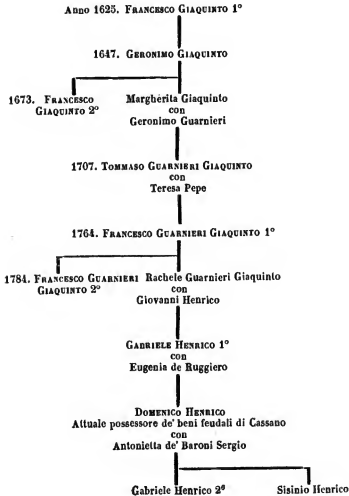 Anno 1625. Francesco Giaquinto 1°
1647. Geronimo Giaquinto
1673. Francesco
Giaquinto 2°
Margherita Giaquinto
con
Geronimo Guarnieri
1707. Tommaso Guarnieri Giaquinto
con
Teresa Pepe
1764. Francesco Guarnieri Giaquinto 1°
1784. Francesco Guarnieri
Giaquinto 2°
Rachele Guarnieri Giaquinto
con
Giovanni Henrico
Gabriele Henrico 1°
con
Eugenia de Ruggiero
Domenico Henrico
Attuale possessore de' beni feudali di Cassano
con
Antonietta de' Baroni Sergio
Gabriele Henrico 2°
Sisinio Henrico